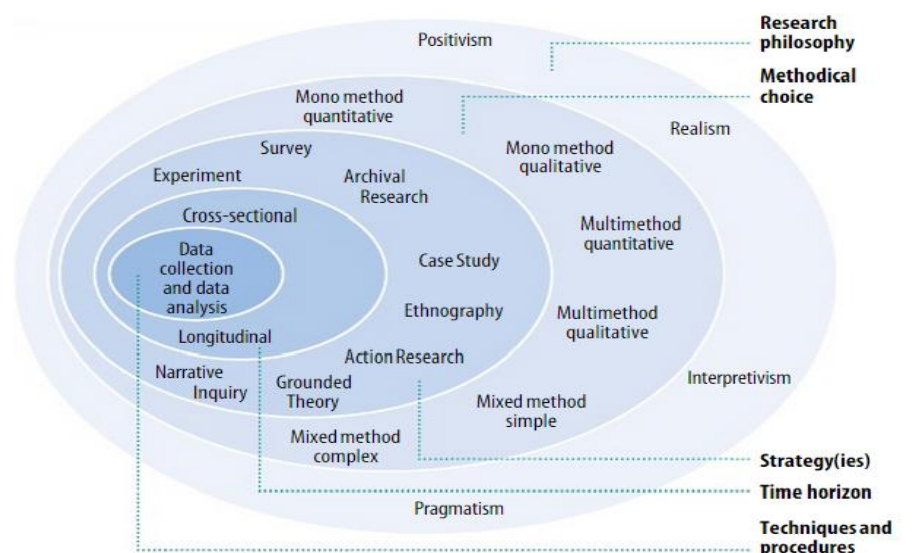 Positivism
Research
philosophy
Methodical
choice
Mono method
quantitative
Realism
Survey
Mono method
qualitative
Experiment
Archival
Research
Cross-sectional
Multimethod
quantitative
Data
collection
and data
analysis
Case Study
Ethnography
Multimethod
qualitative
Longitudinal
Action Research
Narrative
Inquiry
Grounded
Theory
Interpretivism
Mixed method
simple
Mixed method
complex
Strategy(ies)
Time horizon
Pragmatism
Techniques and
procedures